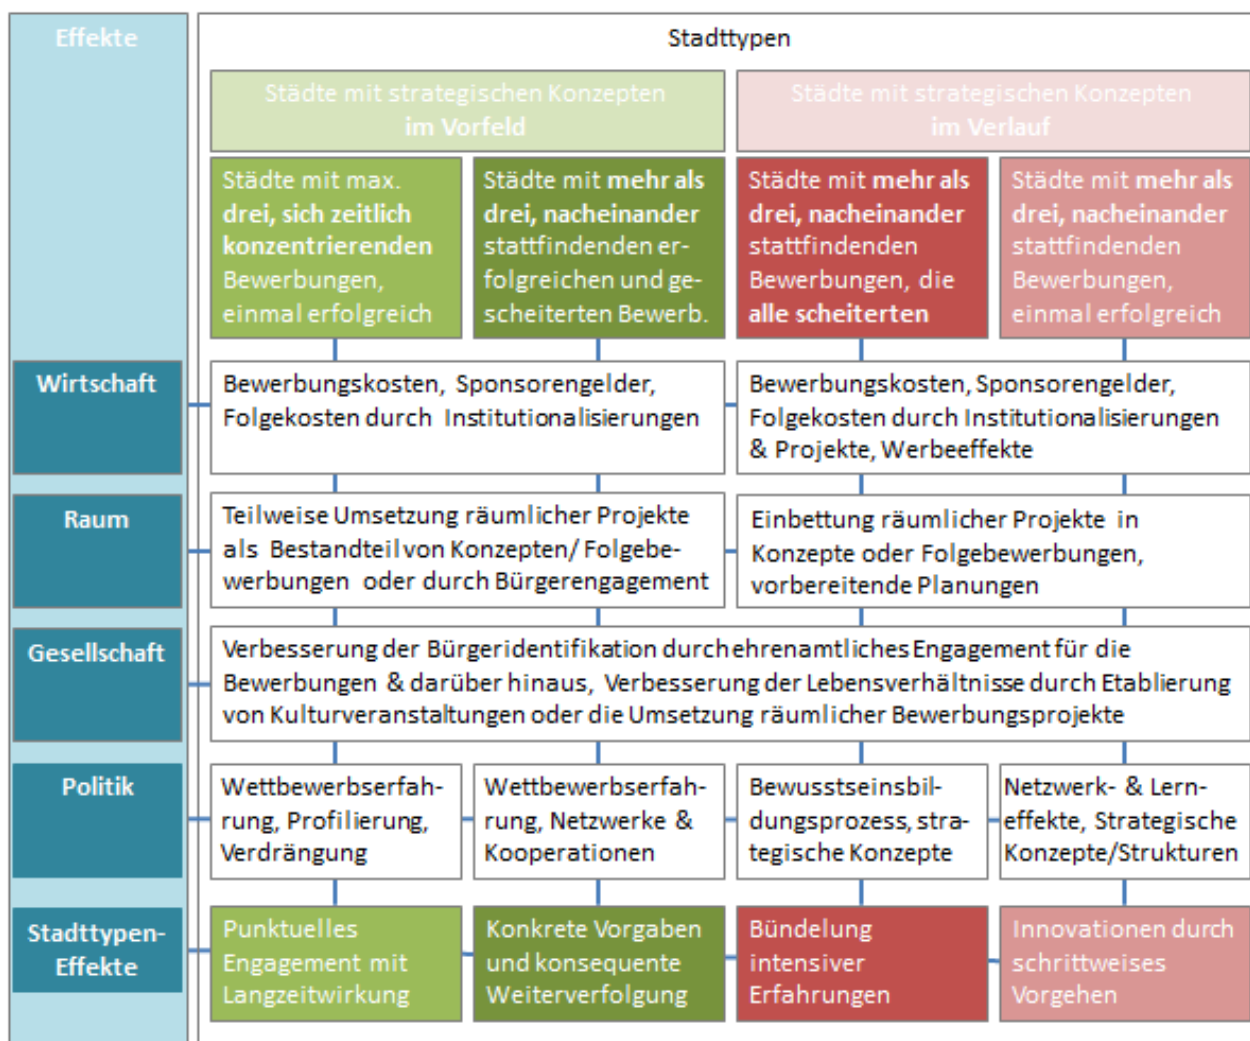 Effekte
Stadttypen
Städte mit strategischen Konzepten
im Vorfeld
Städte mit strategischen Konzepten
im Verlauf
Städte mit max.
drei, sich zeitlich
konzentrierenden
Bewerbungen,
einmal erfolgreich
Städte mit mehr als
drei, nacheinander
stattfindenden er-
folgreichen und ge-
scheiterten Bewerb.
Städte mit mehr als
drei, nacheinander
stattfindenden
Bewerbungen, die
alle scheiterten
Städte mit mehr als
drei, nacheinander
stattfindenden
Bewerbungen,
einmal erfolgreich
Wirtschaft
Bewerbungskosten, Sponsorengelder,
Folgekosten durch Institutionalisierungen
Bewerbungskosten, Sponsorengelder,
Folgekosten durch Institutionalisierungen
& Projekte, Werbeeffekte
Raum
Teilweise Umsetzung räumlicher Projekte
als Bestandteil von Konzepten/ Folgebe-
werbungen oder durch Bürgerengagement
Einbettung räumlicher Projekte in
Konzepte oder Folgebewerbungen,
vorbereitende Planungen
Gesellschaft
Verbesserung der Bürgeridentifikation durch ehrenamtliches Engagement für die
Bewerbungen & darüber hinaus, Verbesserung der Lebensverhältnisse durch Etablierung
von Kulturveranstaltungen oder die Umsetzung räumlicher Bewerbungsprojekte
Politik
Wettbewerbserfah-
rung, Profilierung,
Verdrängung
Wettbewerbserfah-
rung, Netzwerke &
Kooperationen
Bewusstseinsbil-
dungsprozess, stra-
tegische Konzepte
Netzwerk- & Lern-
effekte, Strategische
Konzepte/Strukturen
Stadttypen-
Effekte
Punktuelles
Engagement mit
Langzeitwirkung
Konkrete Vorgaben
und konsequente
Weiterverfolgung
Bündelung
intensiver
Erfahrungen
Innovationen durch
schrittweises
Vorgehen